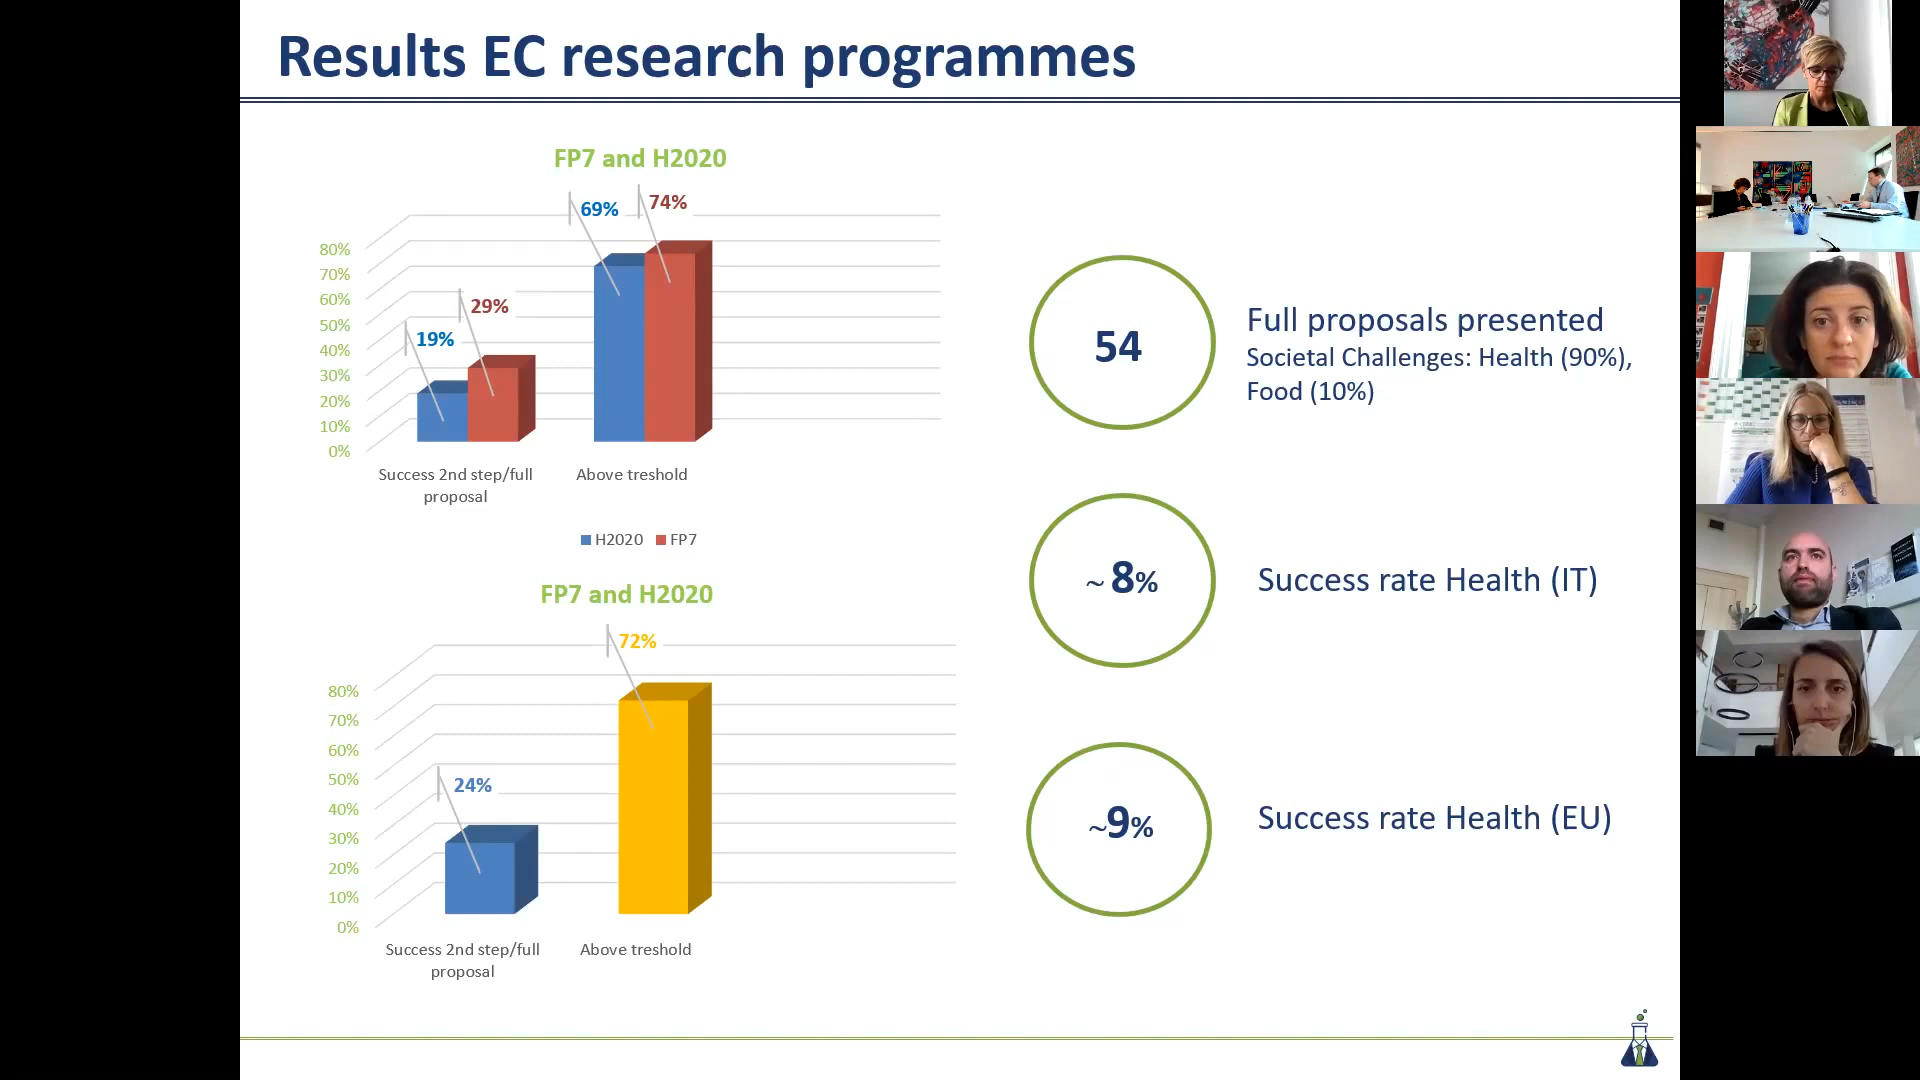 Results EC research programmes
FP7 and H2020
69%
74%
29%
19%
80%
70%
60%
50%
40%
30%
20%
10%
0%
Success 2nd step/full
proposal
Above treshold
H2020
FP7
FP7 and H2020
72%
24%
80%
70%
60%
50%
40%
30%
20%
10%
0%
Success 2nd step/full
proposal
Above treshold
54
Full proposals presented
Societal Challenges: Health (90%),
Food (10%)
~ 8%
Success rate Health (IT)
~9%
Success rate Health (EU)